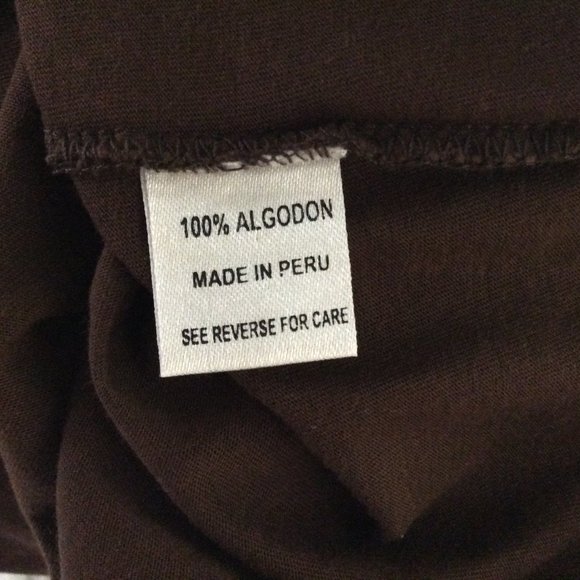 100% ALGODON
MADE IN PERU
SEE REVERSE FOR CARE